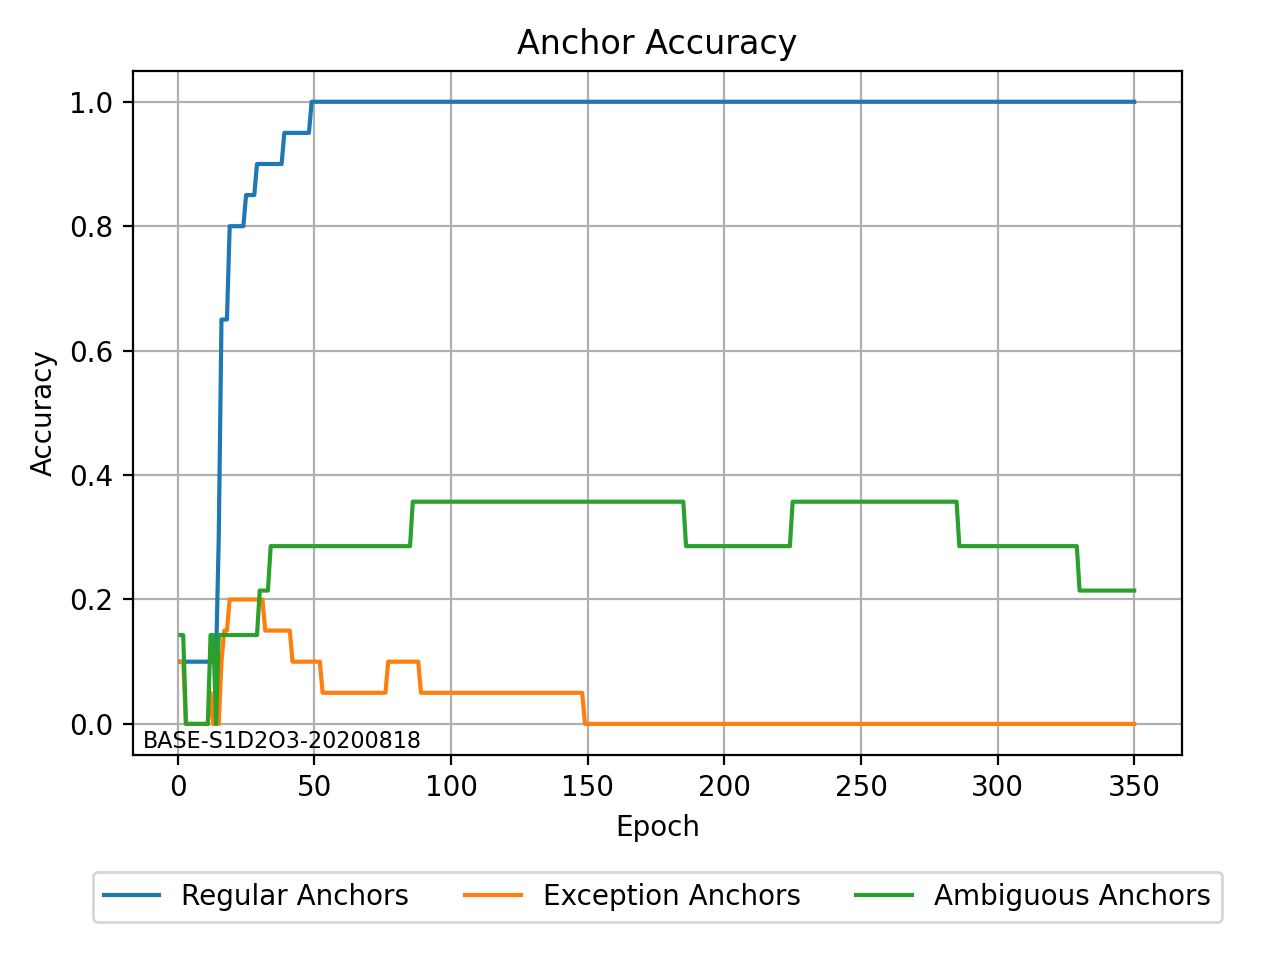 Anchor Accuracy
1.0
0.8
0.6
0.4
0.2
0.0
Accuracy
BASE-S1D2O3-20200818
0 50 100 150 200 250 300 350
Epoch
Regular Anchors Exception Anchors Ambiguous Anchors